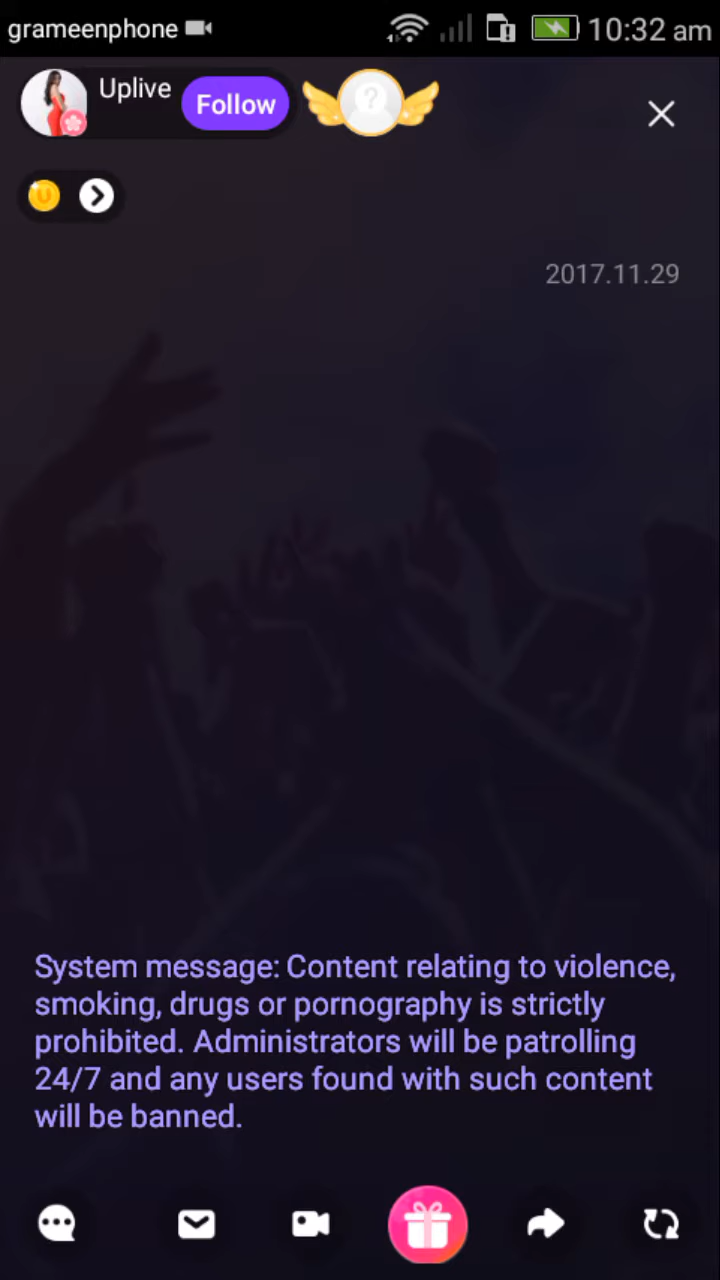 grameenphone 10:32 am
Uplive Follow
2017.11.29
System message: Content relating to violence,
smoking, drugs or pornography is strictly
prohibited. Administrators will be patrolling
24/7 and any users found with such content
will be banned.